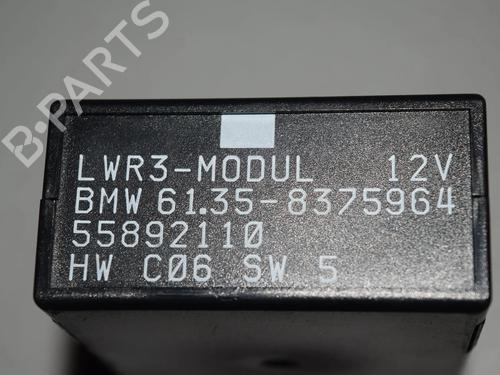 B-PARTS
LWR3-MODUL 12V
BMW 61.35-8375964
55892110
HW C06 SW 5